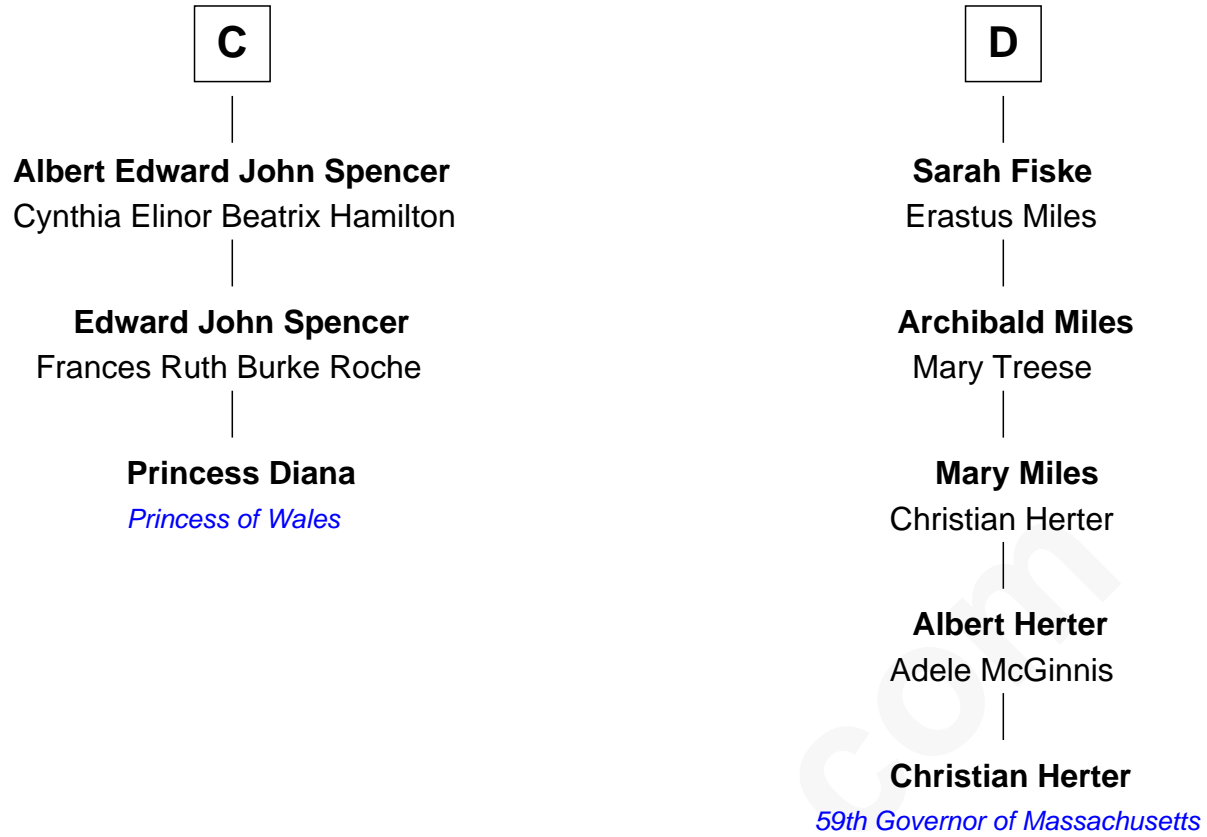 C
Albert Edward John Spencer
Cynthia Elinor Beatrix Hamilton
Edward John Spencer
Frances Ruth Burke Roche
Princess Diana
Princess of Wales
D
Sarah Fiske
Erastus Miles
Archibald Miles
Mary Treese
Mary Miles
Christian Herter
Albert Herter
Adele McGinnis
Christian Herter
59th Governor of Massachusetts
com